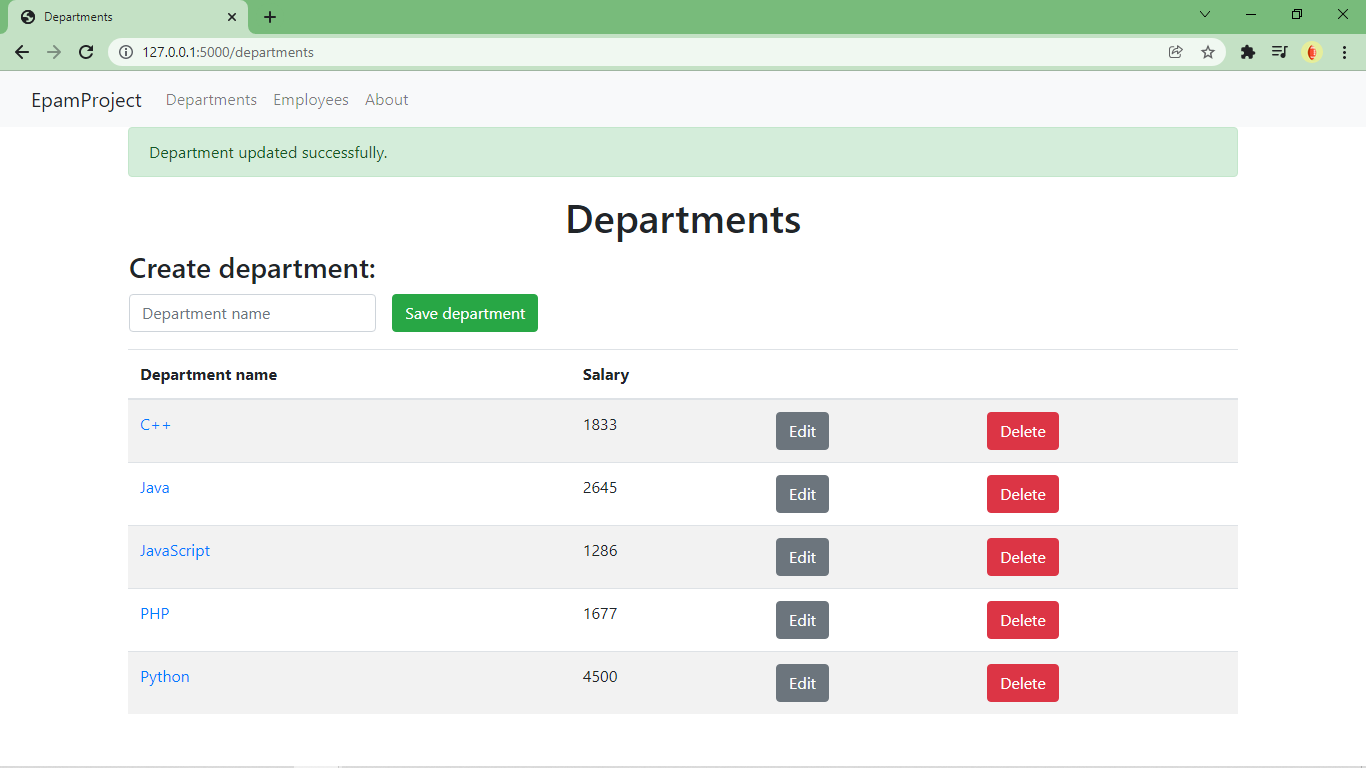 Departments
127.0.0.1:5000/departments
EpamProject Departments Employees About
Department updated successfully.
Departments
Create department:
Department name Save department
Department name Salary
C++ 1833 Edit Delete
Java 2645 Edit Delete
JavaScript 1286 Edit Delete
PHP 1677 Edit Delete
Python 4500 Edit Delete